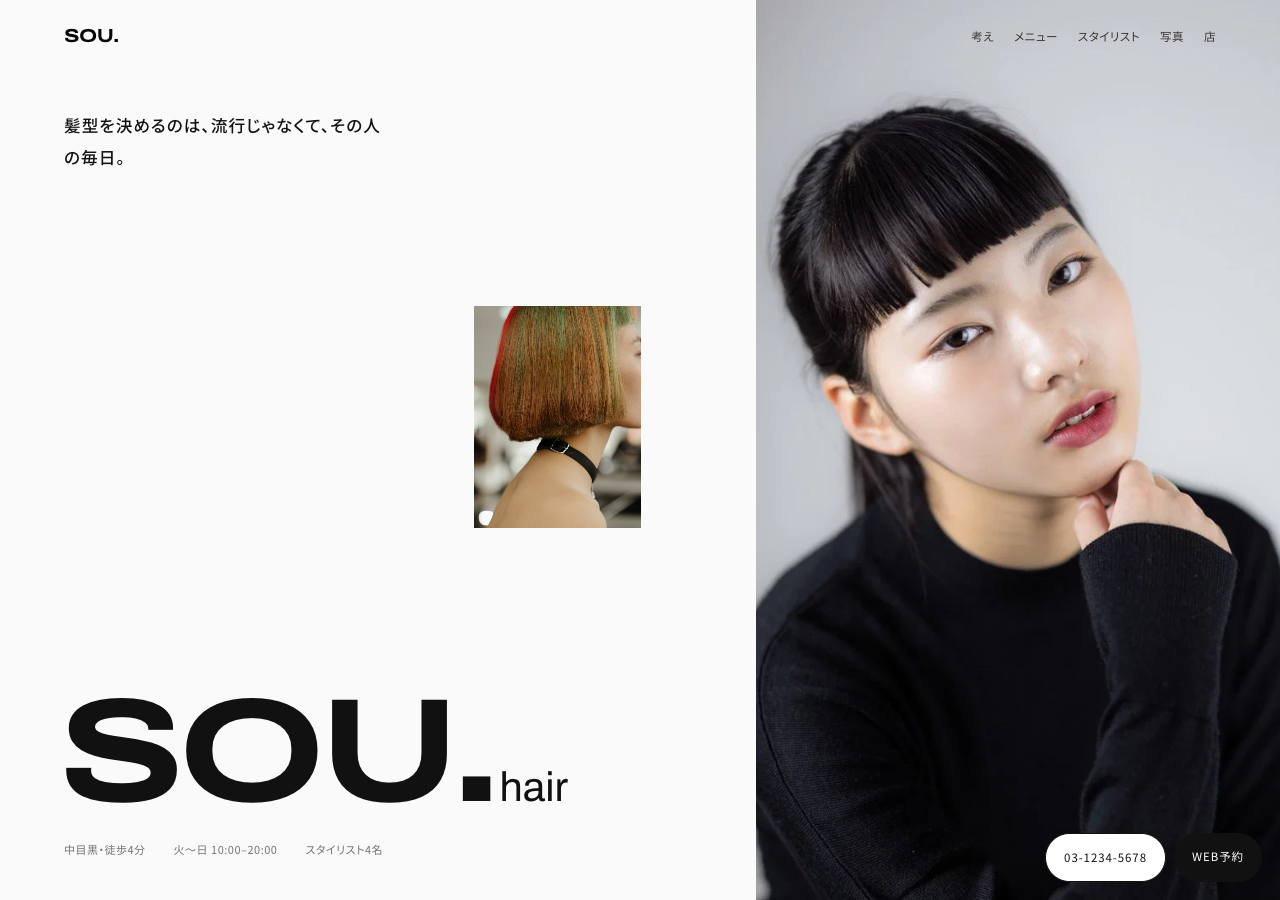 SOU.
考え メニュー スタイリスト 写真 店
髪型を決めるのは、流行じゃなくて、その人
の毎日。
SOU.hair
中目黒・徒歩4分 火〜日 10:00–20:00 スタイリスト4名
03-1234-5678 WEB予約